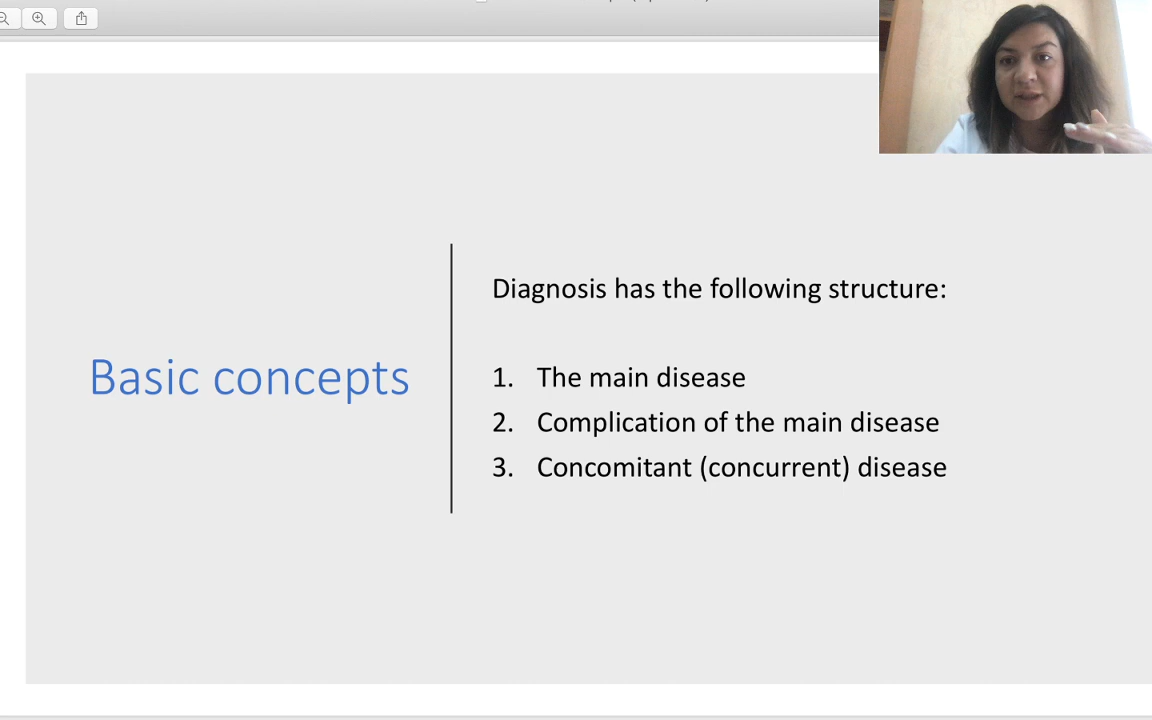 Basic concepts
Diagnosis has the following structure:
1. The main disease
2. Complication of the main disease
3. Concomitant (concurrent) disease